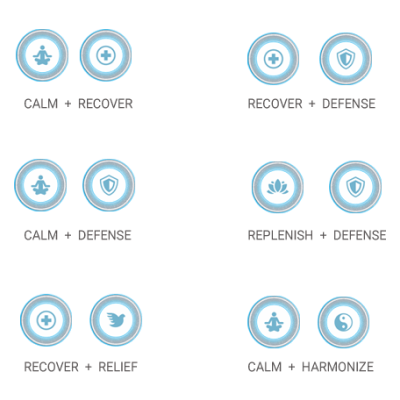 CALM + RECOVER
RECOVER + DEFENSE
CALM + DEFENSE
REPLENISH + DEFENSE
RECOVER + RELIEF
CALM + HARMONIZE